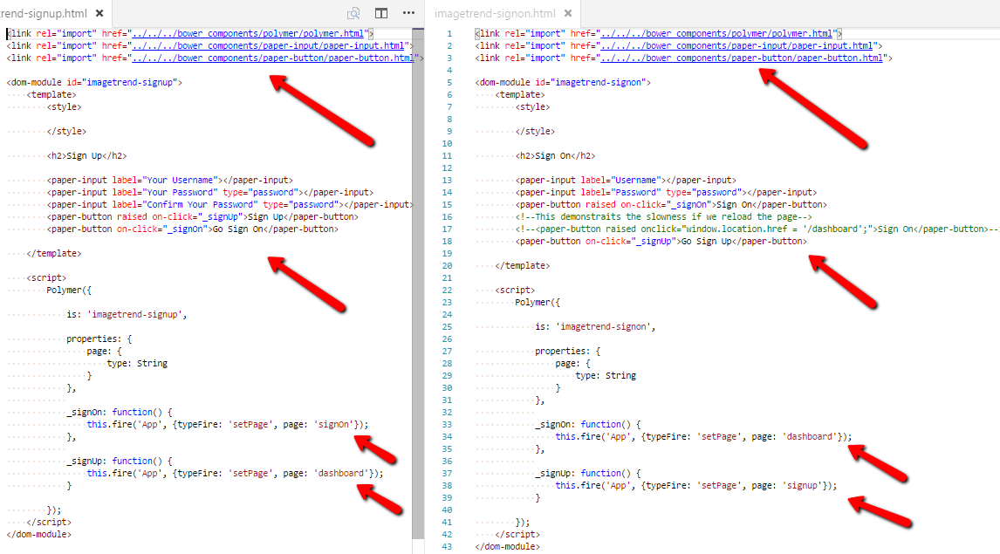 rend-signup.html
<link rel="import" href="../../../bower_components/polymer/polymer.html">
<link rel="import" href="../../../bower_components/paper-input/paper-input.html">
<link rel="import" href="../../../bower_components/paper-button/paper-button.html">
<dom-module id="imagetrend-signup">
<template>
<style>
</style>
<h2>Sign Up</h2>
<paper-input label="Your Username"></paper-input>
<paper-input label="Your Password" type="password"></paper-input>
<paper-input label="Confirm Your Password" type="password"></paper-input>
<paper-button raised on-click="_signUp">Sign Up</paper-button>
<paper-button on-click="_signOn">Go Sign On</paper-button>
</template>
<script>
Polymer({
is: 'imagetrend-signup',
properties: {
page: {
type: String
}
},
_signOn: function() {
this.fire('App', {typeFire: 'setPage', page: 'signOn'});
},
_signUp: function() {
this.fire('App', {typeFire: 'setPage', page: 'dashboard'});
}
});
</script>
</dom-module>
imagetrend-signon.html
1 <link rel="import" href="../../../bower_components/polymer/polymer.html">
2 <link rel="import" href="../../../bower_components/paper-input/paper-input.html">
3 <link rel="import" href="../../../bower_components/paper-button/paper-button.html">
4
5 <dom-module id="imagetrend-signon">
6 <template>
7 <style>
8
9 </style>
10
11 <h2>Sign On</h2>
12
13 <paper-input label="Username"></paper-input>
14 <paper-input label="Password" type="password"></paper-input>
15 <paper-button raised on-click="_signOn">Sign On</paper-button>
16 <!--This demonstraits the slowness if we reload the page-->
17 <!--<paper-button raised onclick="window.location.href = '/dashboard';">Sign On</paper-button>--
18 <paper-button on-click="_signUp">Go Sign Up</paper-button>
19
20 </template>
21
22 <script>
23 Polymer({
24
25 is: 'imagetrend-signon',
26
27 properties: {
28 page: {
29 type: String
30 }
31 },
32
33 _signOn: function() {
34 this.fire('App', {typeFire: 'setPage', page: 'dashboard'});
35 },
36
37 _signUp: function() {
38 this.fire('App', {typeFire: 'setPage', page: 'signup'});
39 }
40
41 });
42 </script>
43 </dom-module>